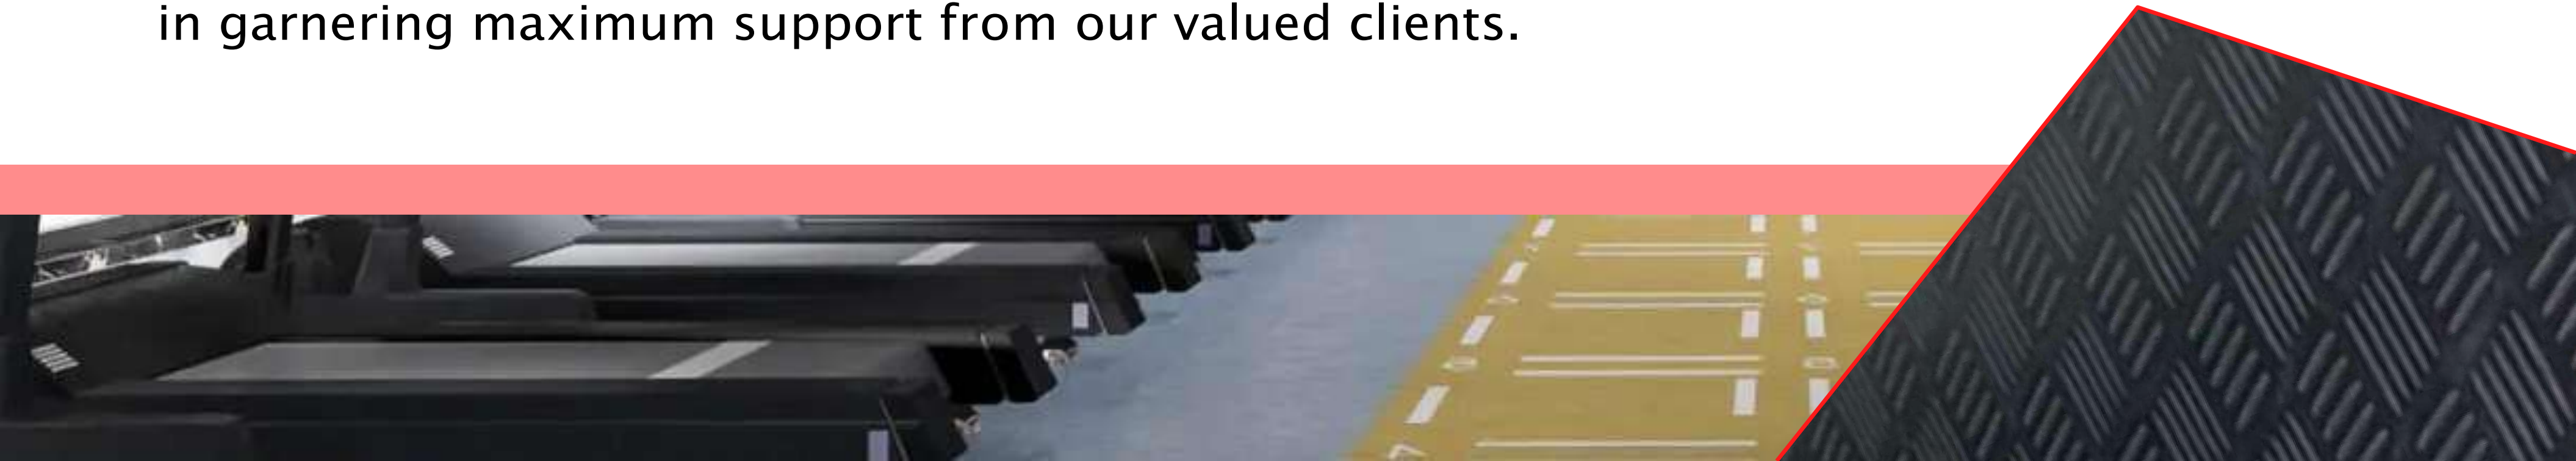 in garnering maximum support from our valued clients.